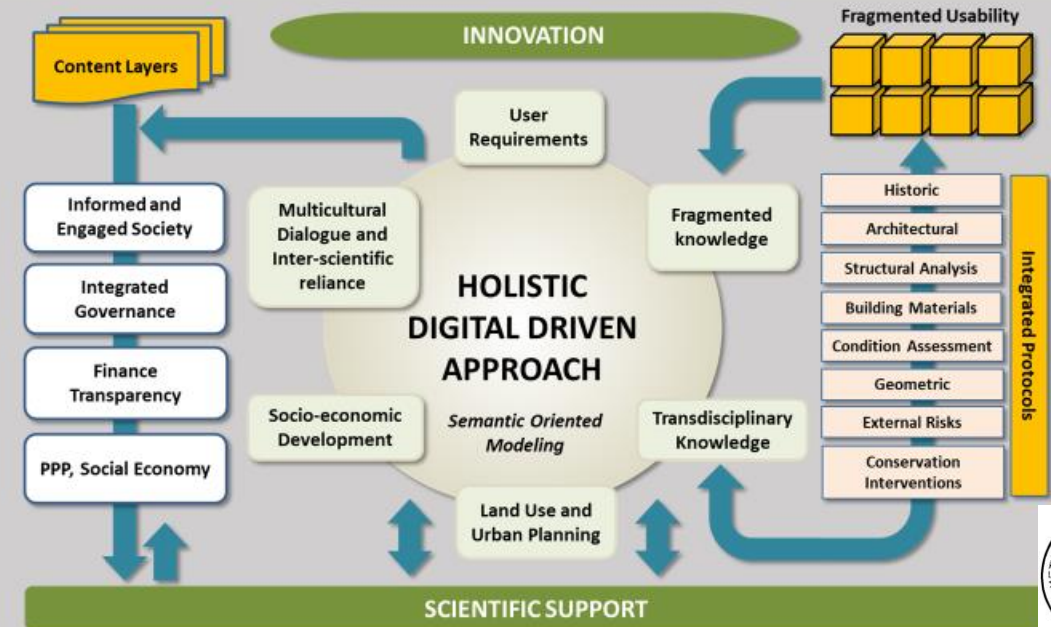 INNOVATION
Fragmented Usability
Content Layers
User
Requirements
Informed and
Engaged Society
Multicultural
Dialogue and
Inter-scientific
reliance
Fragmented
knowledge
Historic
Architectural
Structural Analysis
Building Materials
Condition Assessment
Geometric
External Risks
Conservation
Interventions
Integrated Protocols
Integrated
Governance
HOLISTIC
DIGITAL DRIVEN
APPROACH
Semantic Oriented
Modeling
Finance
Transparency
Socio-economic
Development
Transdisciplinary
Knowledge
PPP, Social Economy
Land Use and
Urban Planning
SCIENTIFIC SUPPORT